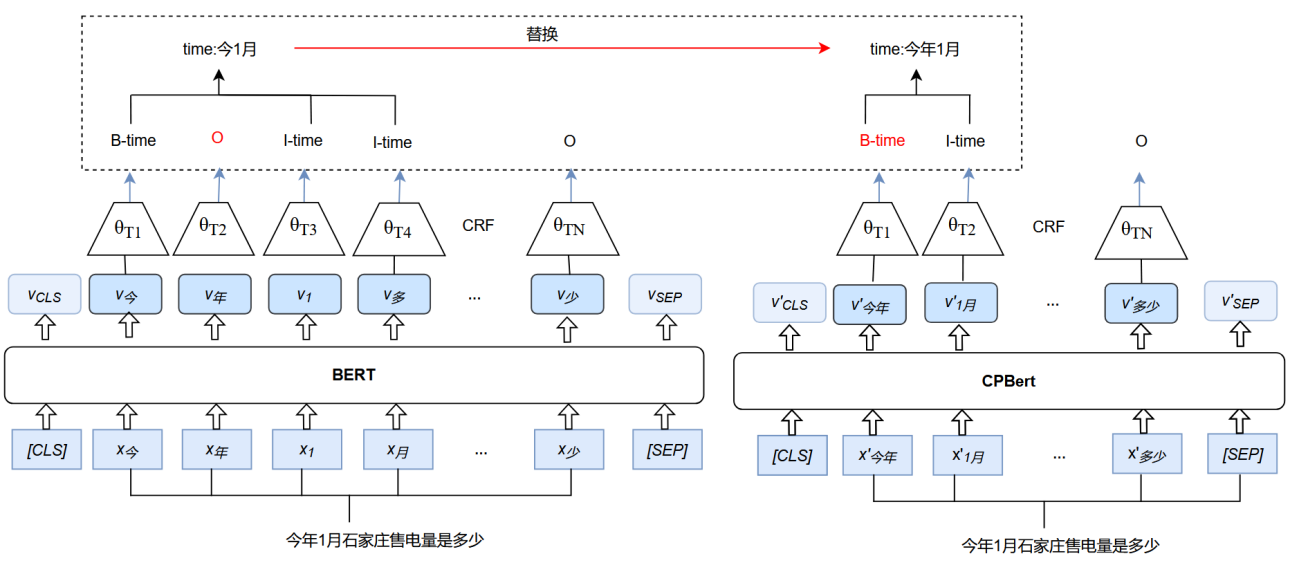 替换
time:今1月
time:今年1月
B-time
O
I-time
I-time
O
B-time
I-time
O
θT1
θT2
θT3
θT4
CRF
θTN
θT1
θT2
CRF
θTN
vCLS
v今
v年
v1
v多
...
v少
vSEP
v'CLS
v'今年
v'1月
...
v'多少
v'SEP
BERT
CPBert
[CLS]
x今
x年
x1
x月
...
x少
[SEP]
[CLS]
x'今年
x'1月
...
x'多少
[SEP]
今年1月石家庄售电量是多少
今年1月石家庄售电量是多少